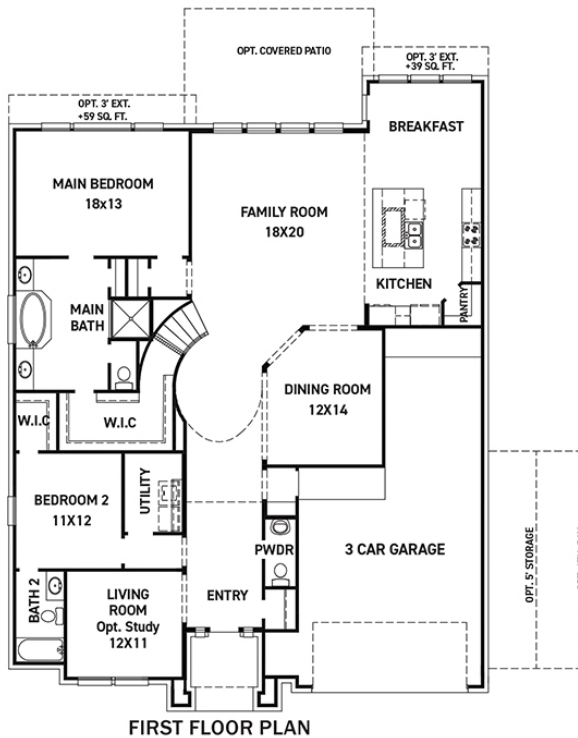 OPT. COVERED PATIO
OPT. 3' EXT.
+39 SQ. FT.
OPT. 3' EXT.
+59 SQ. FT.
BREAKFAST
MAIN BEDROOM
18x13
FAMILY ROOM
18X20
KITCHEN
PANTRY
MAIN
BATH
DINING ROOM
12X14
W.I.C
W.I.C
BEDROOM 2
11X12
UTILITY
PWDR
3 CAR GARAGE
OPT. 5' STORAGE
BATH 2
LIVING
ROOM
Opt. Study
12X11
ENTRY
FIRST FLOOR PLAN